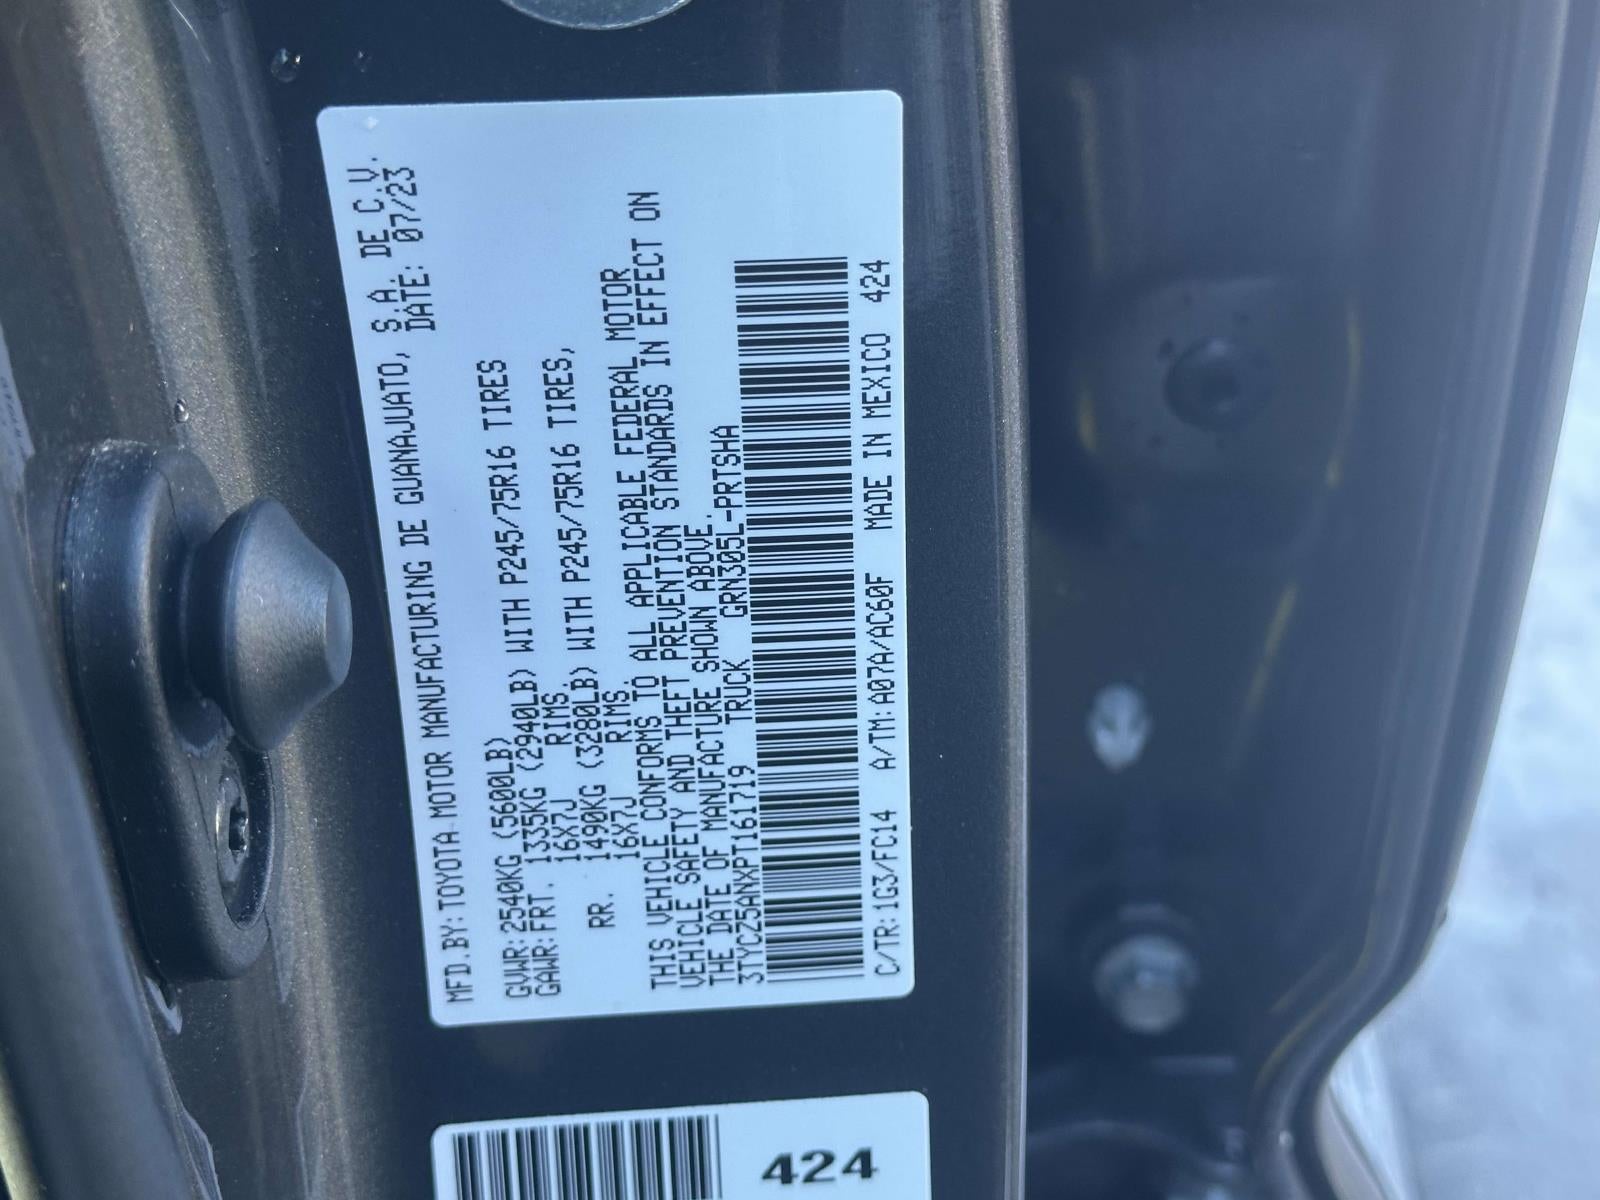 MFD.BY:TOYOTA MOTOR MANUFACTURING DE GUANAJUATO, S.A. DE C.V.
DATE: 07/23
GVWR:2540KG (5600LB)
GAWR:FRT. 1335KG (2940LB) WITH P245/75R16 TIRES
16X7J RIMS.
RR. 1490KG (3280LB) WITH P245/75R16 TIRES,
16X7J RIMS.
THIS VEHICLE CONFORMS TO ALL APPLICABLE FEDERAL MOTOR
VEHICLE SAFETY AND THEFT PREVENTION STANDARDS IN EFFECT ON
THE DATE OF MANUFACTURE SHOWN ABOVE.
3TYCZ5ANXPT161719 TRUCK GRN305L-PRTSHA
C/TR:1G3/FC14 A/TM:A07A/AC60F MADE IN MEXICO 424
424